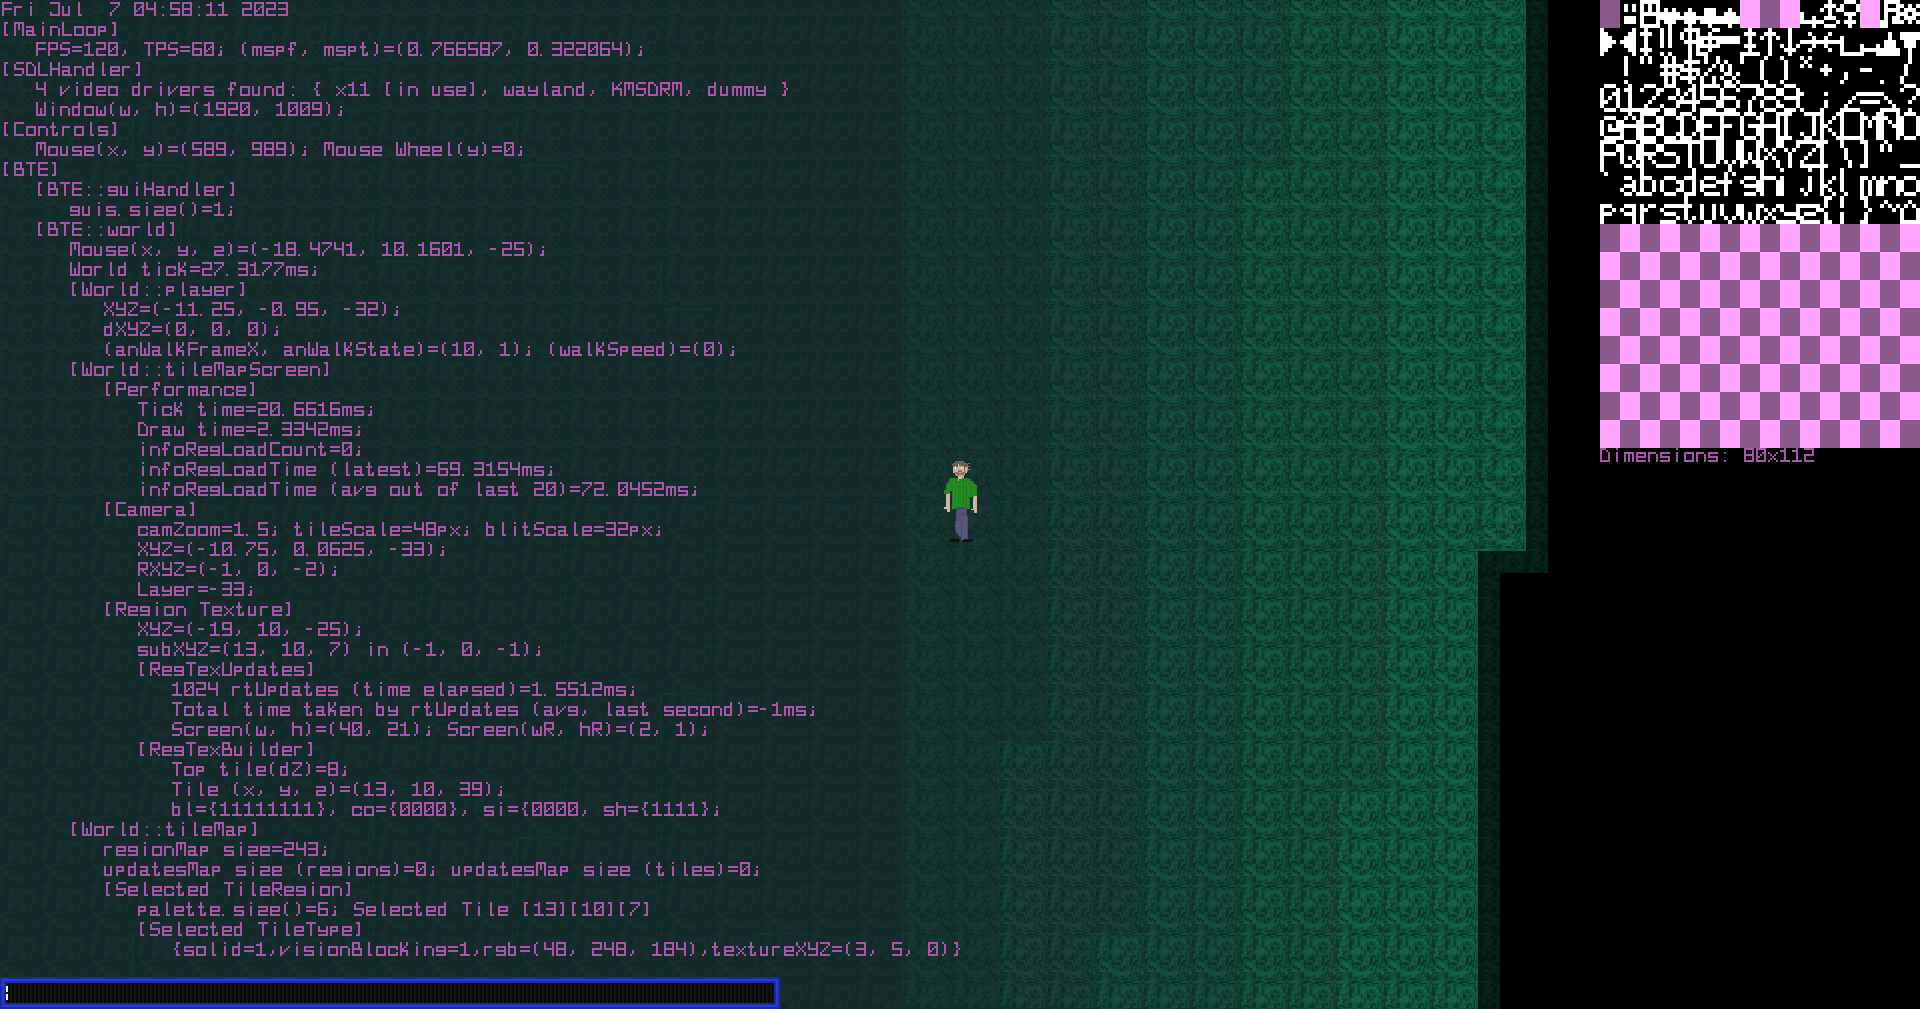 Fri Jul  7 04:58:11 2023
[MainLoop]
FPS=120, TPS=60; (mspf, mspt)=(0.766587, 0.322064);
[SDLHandler]
4 video drivers found: { x11 [in use], wayland, KMSDRM, dummy }
Window(w, h)=(1920, 1009);
[Controls]
Mouse(x, y)=(589, 989); Mouse Wheel(y)=0;
[BTE]
[BTE::guiHandler]
guis.size()=1;
[BTE::world]
Mouse(x, y, z)=(-18.4741, 10.1601, -25);
World tick=27.3177ms;
[World::player]
XYZ=(-11.25, -0.95, -32);
dXYZ=(0, 0, 0);
(anWalkFrameX, anWalkState)=(10, 1); (walkSpeed)=(0);
[World::tileMapScreen]
[Performance]
Tick time=20.6616ms;
Draw time=2.3342ms;
infoRegLoadCount=0;
infoRegLoadTime (latest)=69.3154ms;
infoRegLoadTime (avg out of last 20)=72.0452ms;
[Camera]
camZoom=1.5; tileScale=48px; blitScale=32px;
XYZ=(-10.75, 0.0625, -33);
RXYZ=(-1, 0, -2);
Layer=-33;
[Region Texture]
XYZ=(-19, 10, -25);
subXYZ=(13, 10, 7) in (-1, 0, -1);
[RegTexUpdates]
1024 rtUpdates (time elapsed)=1.5512ms;
Total time taken by rtUpdates (avg, last second)=-1ms;
Screen(w, h)=(40, 21); Screen(wR, hR)=(2, 1);
[RegTexBuilder]
Top tile(dZ)=8;
Tile (x, y, z)=(13, 10, 39);
bl={11111111}, co={0000}, si={0000, sh={1111};
[World::tileMap]
regionMap size=243;
updatesMap size (regions)=0; updatesMap size (tiles)=0;
[Selected TileRegion]
palette.size()=6; Selected Tile [13][10][7]
[Selected TileType]
{solid=1,visionBlocking=1,rgb=(48, 248, 184),textureXYZ=(3, 5, 0)}
Dimensions: 80x112